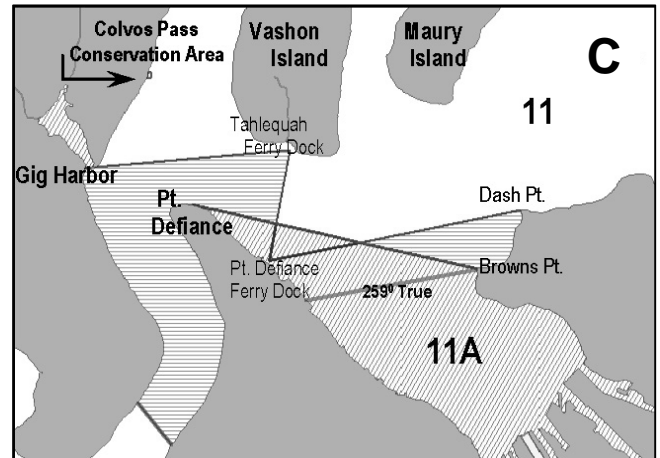 Colvos Pass
Conservation Area
Vashon
Island
Maury
Island
C
11
Tahlequah
Ferry Dock
Gig Harbor
Pt.
Defiance
Dash Pt.
Pt. Defiance
Ferry Dock
Browns Pt.
259⁰ True
11A